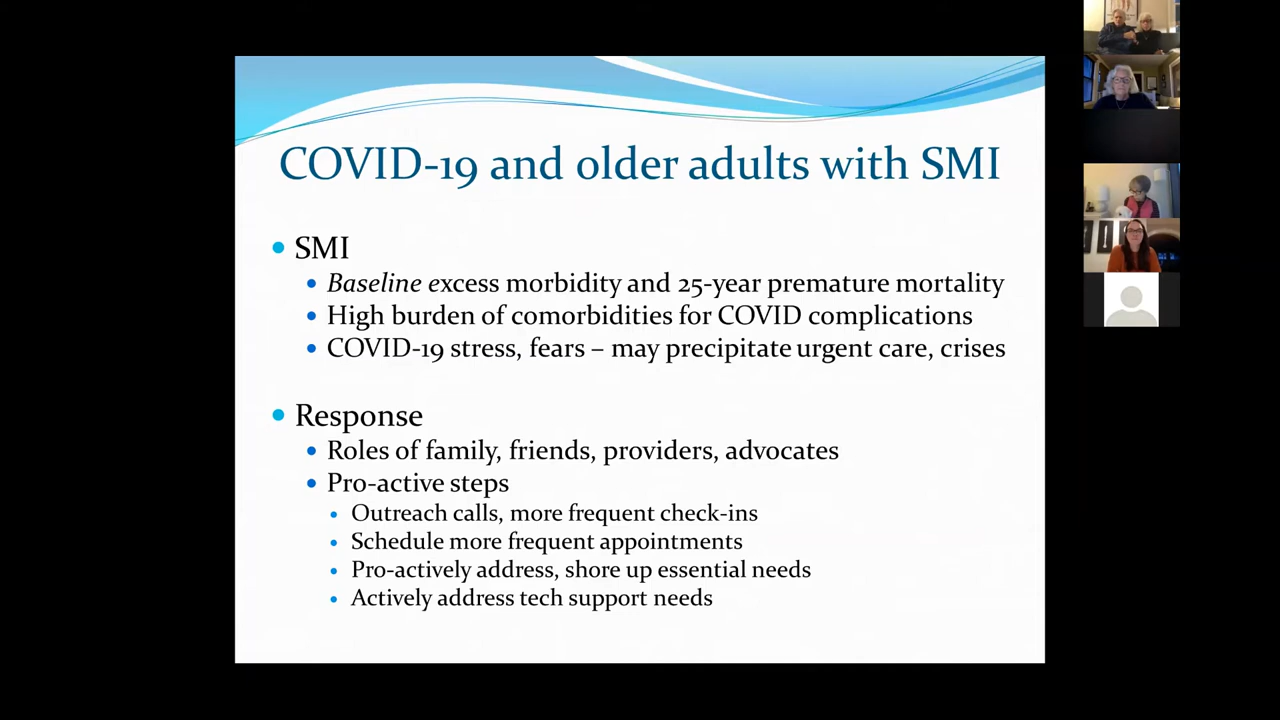 COVID-19 and older adults with SMI
• SMI
• Baseline excess morbidity and 25-year premature mortality
• High burden of comorbidities for COVID complications
• COVID-19 stress, fears – may precipitate urgent care, crises
• Response
• Roles of family, friends, providers, advocates
• Pro-active steps
• Outreach calls, more frequent check-ins
• Schedule more frequent appointments
• Pro-actively address, shore up essential needs
• Actively address tech support needs